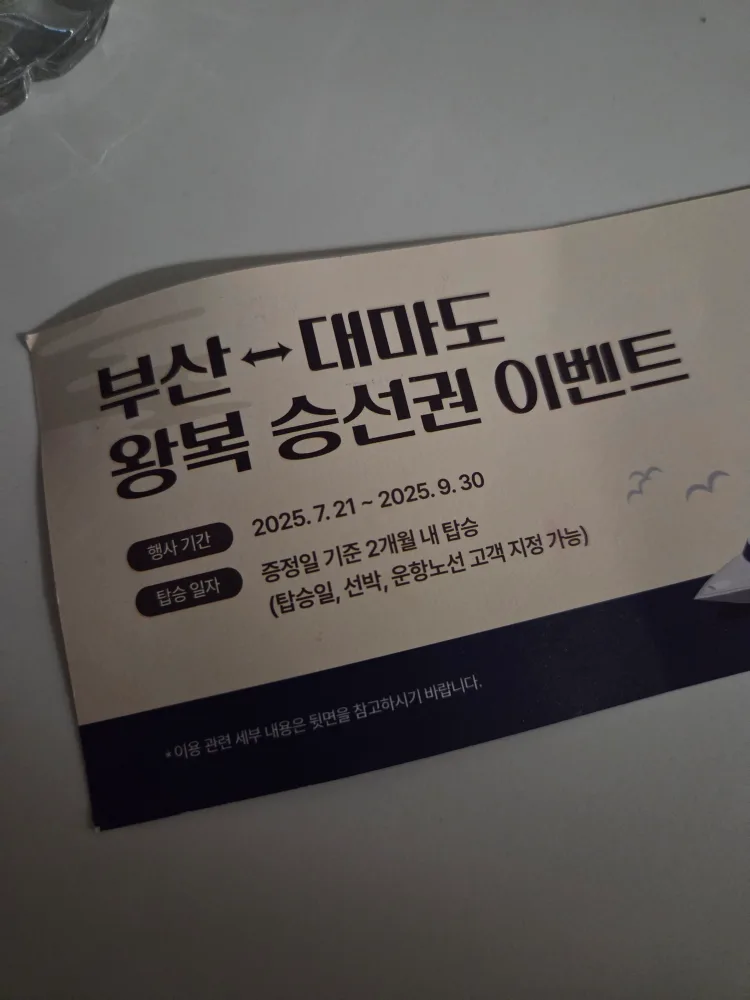 부산↔대마도
왕복 승선권 이벤트
행사 기간 2025. 7. 21 ~ 2025. 9. 30
탑승 일자 증정일 기준 2개월 내 탑승
(탑승일, 선박, 운항노선 고객 지정 가능)
* 이용 관련 세부 내용은 뒷면을 참고하시기 바랍니다.